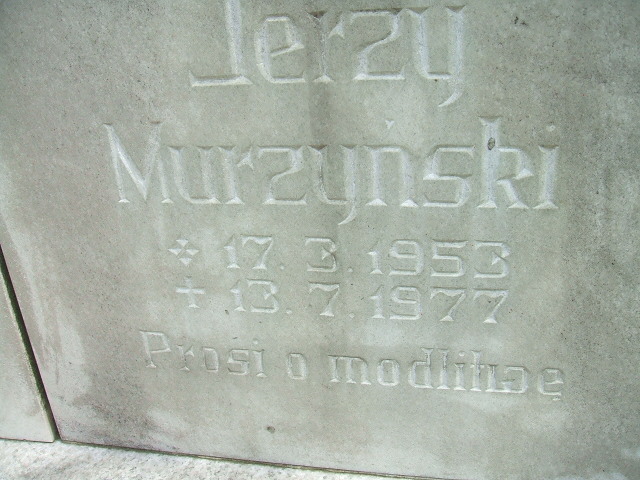 Jerzy
Murzyński
* 17. 3. 1953
+ 13. 7. 1977
Prosi o modlitwę